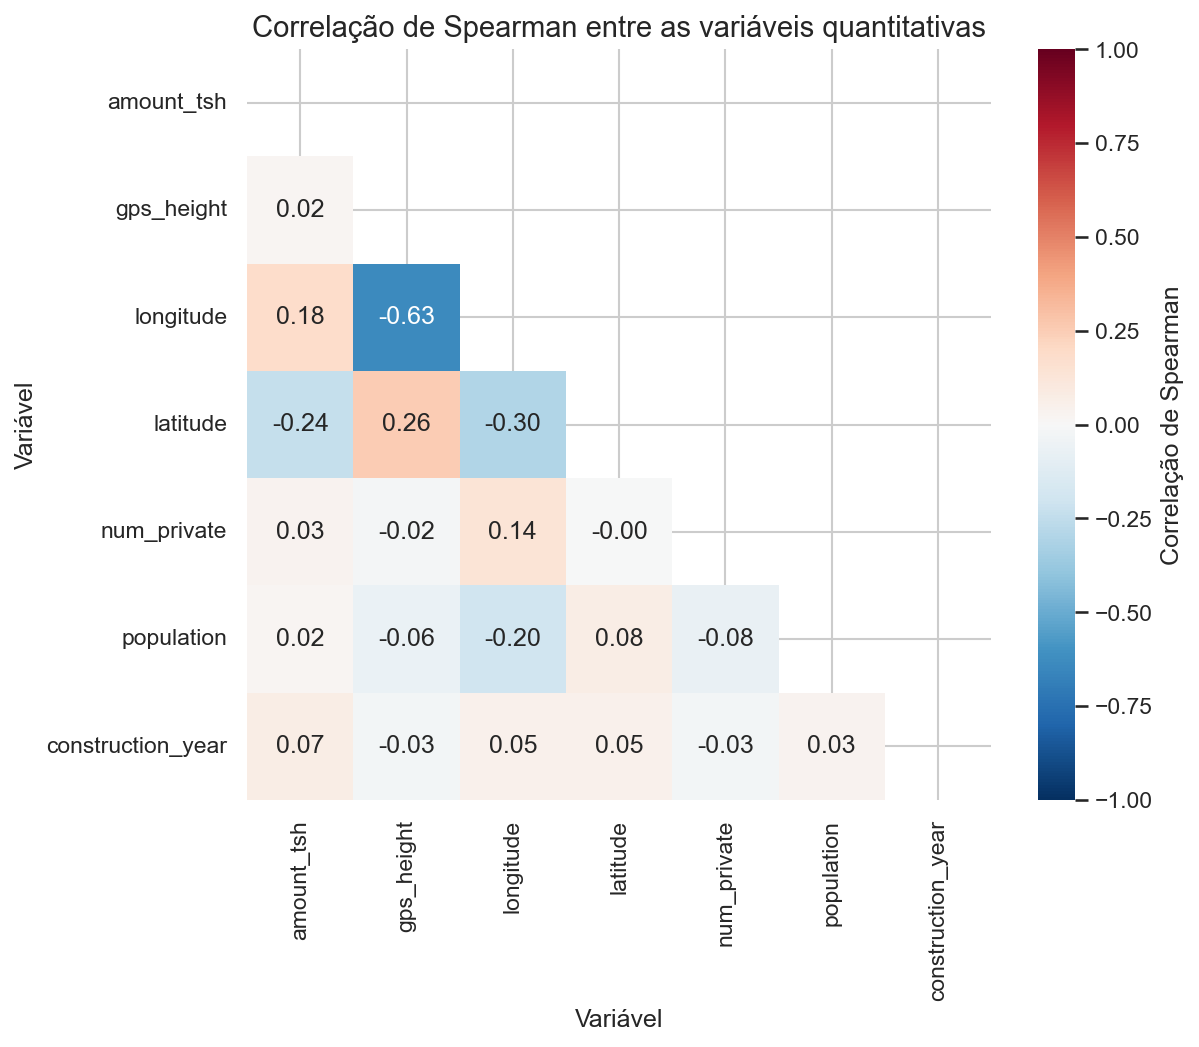 Correlação de Spearman entre as variáveis quantitativas
amount_tsh
gps_height 0.02
longitude 0.18 -0.63
latitude -0.24 0.26 -0.30
num_private 0.03 -0.02 0.14 -0.00
population 0.02 -0.06 -0.20 0.08 -0.08
construction_year 0.07 -0.03 0.05 0.05 -0.03 0.03
Variável
amount_tsh gps_height longitude latitude num_private population construction_year
Variável
1.00
0.75
0.50
0.25
0.00
−0.25
−0.50
−0.75
−1.00
Correlação de Spearman